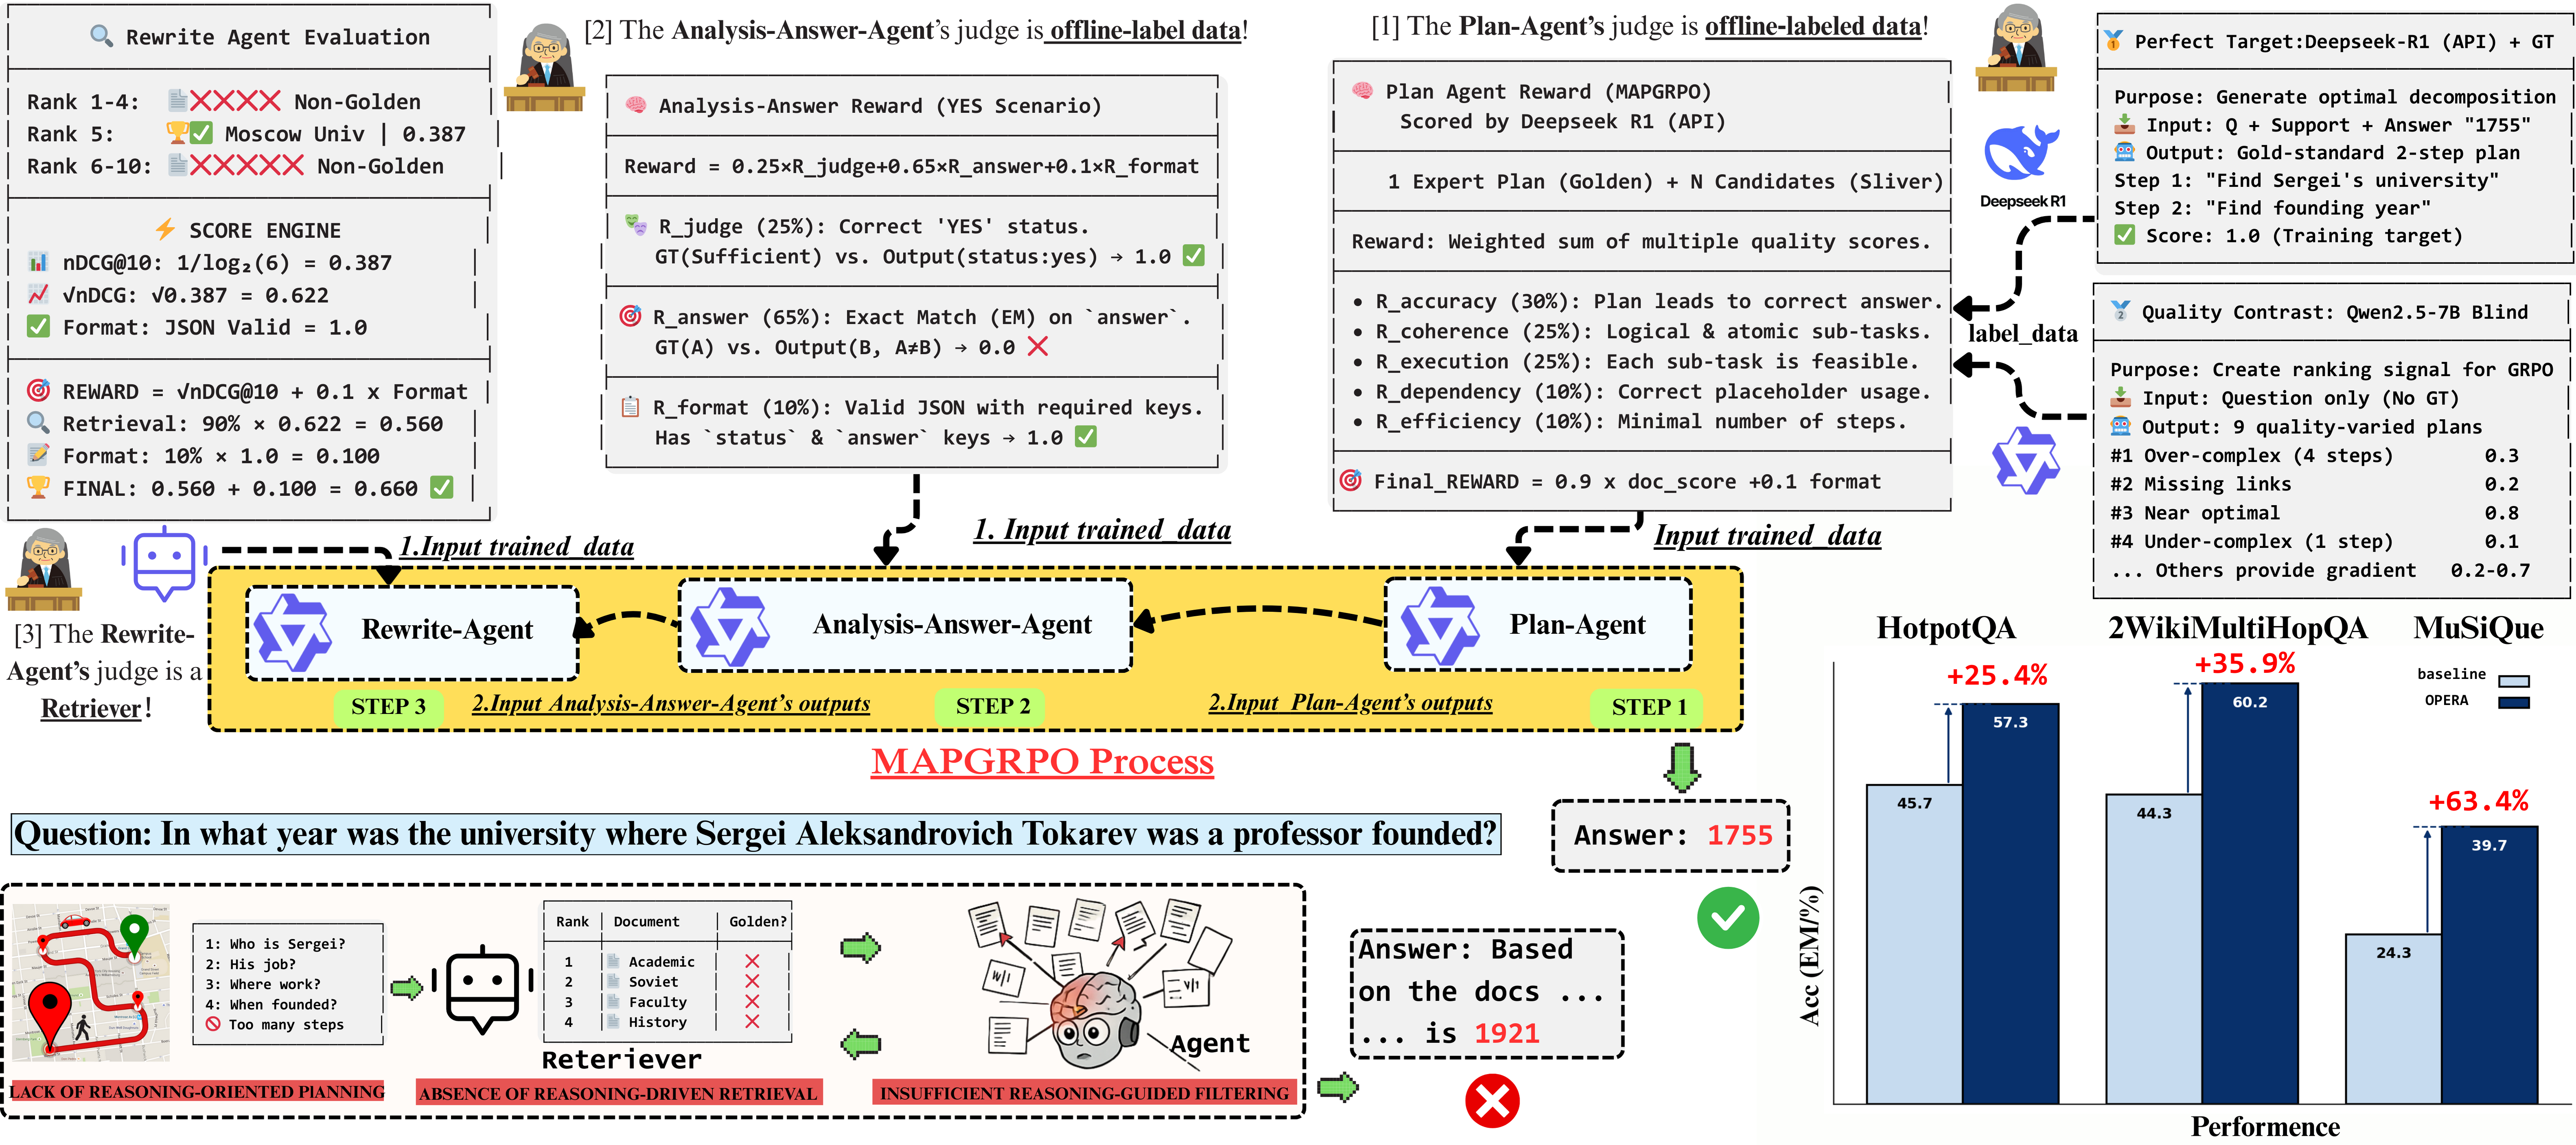 Rewrite Agent Evaluation
Rank 1-4: Non-Golden
Rank 5: Moscow Univ | 0.387
Rank 6-10: Non-Golden
SCORE ENGINE
nDCG@10: 1/log₂(6) = 0.387
√nDCG: √0.387 = 0.622
Format: JSON Valid = 1.0
REWARD = √nDCG@10 + 0.1 x Format
Retrieval: 90% × 0.622 = 0.560
Format: 10% × 1.0 = 0.100
FINAL: 0.560 + 0.100 = 0.660
[2] The Analysis-Answer-Agent's judge is offline-label data!
Analysis-Answer Reward (YES Scenario)
Reward = 0.25×R_judge+0.65×R_answer+0.1×R_format
R_judge (25%): Correct 'YES' status.
GT(Sufficient) vs. Output(status:yes) → 1.0
R_answer (65%): Exact Match (EM) on `answer`.
GT(A) vs. Output(B, A≠B) → 0.0
R_format (10%): Valid JSON with required keys.
Has `status` & `answer` keys → 1.0
[1] The Plan-Agent's judge is offline-labeled data!
Plan Agent Reward (MAPGRPO)
Scored by Deepseek R1 (API)
1 Expert Plan (Golden) + N Candidates (Sliver)
Reward: Weighted sum of multiple quality scores.
• R_accuracy (30%): Plan leads to correct answer.
• R_coherence (25%): Logical & atomic sub-tasks.
• R_execution (25%): Each sub-task is feasible.
• R_dependency (10%): Correct placeholder usage.
• R_efficiency (10%): Minimal number of steps.
Final_REWARD = 0.9 x doc_score +0.1 format
Deepseek R1
label_data
Perfect Target:Deepseek-R1 (API) + GT
Purpose: Generate optimal decomposition
Input: Q + Support + Answer "1755"
Output: Gold-standard 2-step plan
Step 1: "Find Sergei's university"
Step 2: "Find founding year"
Score: 1.0 (Training target)
Quality Contrast: Qwen2.5-7B Blind
Purpose: Create ranking signal for GRPO
Input: Question only (No GT)
Output: 9 quality-varied plans
#1 Over-complex (4 steps) 0.3
#2 Missing links 0.2
#3 Near optimal 0.8
#4 Under-complex (1 step) 0.1
... Others provide gradient 0.2-0.7
[3] The Rewrite-
Agent's judge is a
Retriever!
1.Input trained_data
1. Input trained_data
Input trained_data
Rewrite-Agent
Analysis-Answer-Agent
Plan-Agent
STEP 3
2.Input Analysis-Answer-Agent's outputs
STEP 2
2.Input Plan-Agent's outputs
STEP 1
MAPGRPO Process
Question: In what year was the university where Sergei Aleksandrovich Tokarev was a professor founded?
Answer: 1755
1: Who is Sergei?
2: His job?
3: Where work?
4: When founded?
Too many steps
LACK OF REASONING-ORIENTED PlANNING
Rank Document Golden?
1 Academic
2 Soviet
3 Faculty
4 History
Reteriever
ABSENCE OF REASONING-DRIVEN RETRIEVAL
Agent
INSUFFICIENT REASONING-GUIDED FILTERING
Answer: Based
on the docs ...
... is 1921
HotpotQA
2WikiMultiHopQA
MuSiQue
baseline
OPERA
+25.4%
+35.9%
+63.4%
45.7
57.3
44.3
60.2
24.3
39.7
Acc (EM/%)
Performence